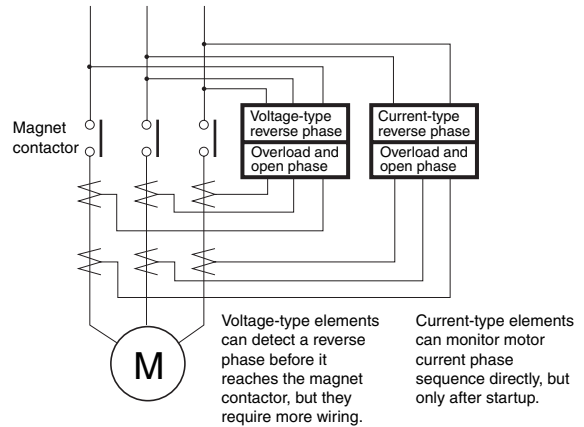 Magnet
contactor
Voltage-type
reverse phase
Overload and
open phase
Current-type
reverse phase
Overload and
open phase
M
Voltage-type elements
can detect a reverse
phase before it
reaches the magnet
contactor, but they
require more wiring.
Current-type elements
can monitor motor
current phase
sequence directly, but
only after startup.